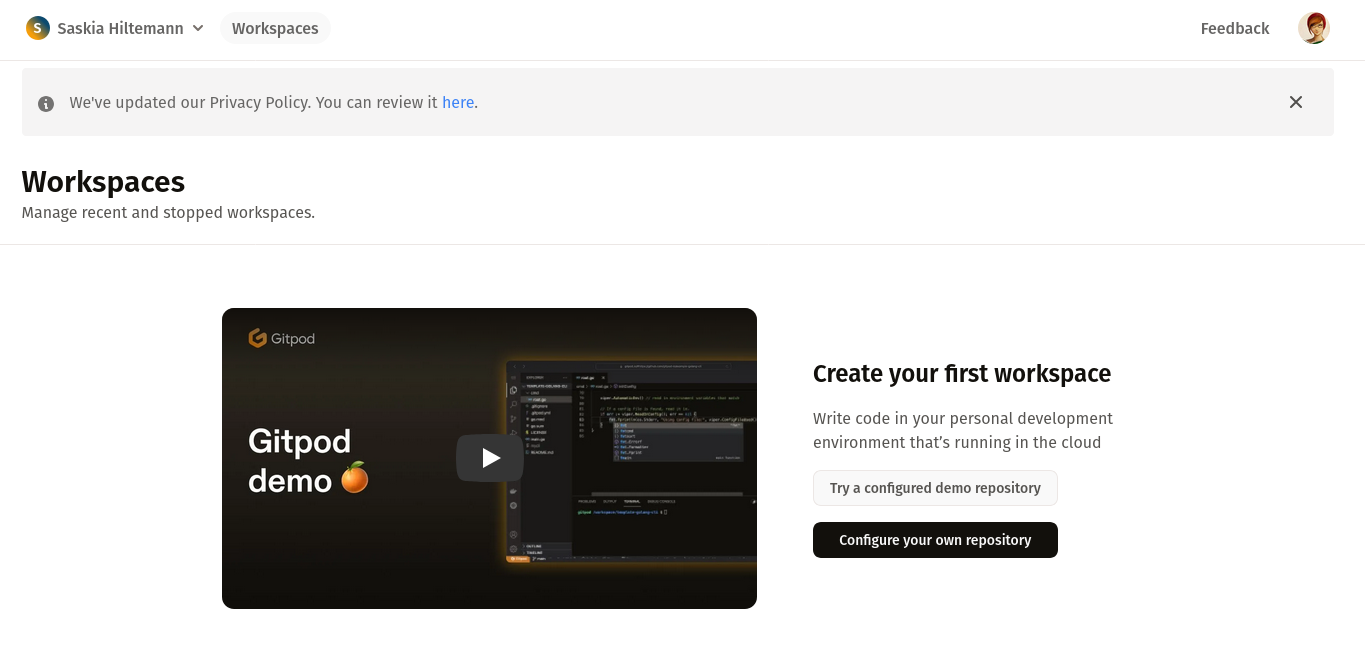 S Saskia Hiltemann Workspaces Feedback
We've updated our Privacy Policy. You can review it here.
Workspaces
Manage recent and stopped workspaces.
Gitpod
Gitpod
demo
Create your first workspace
Write code in your personal development
environment that's running in the cloud
Try a configured demo repository
Configure your own repository